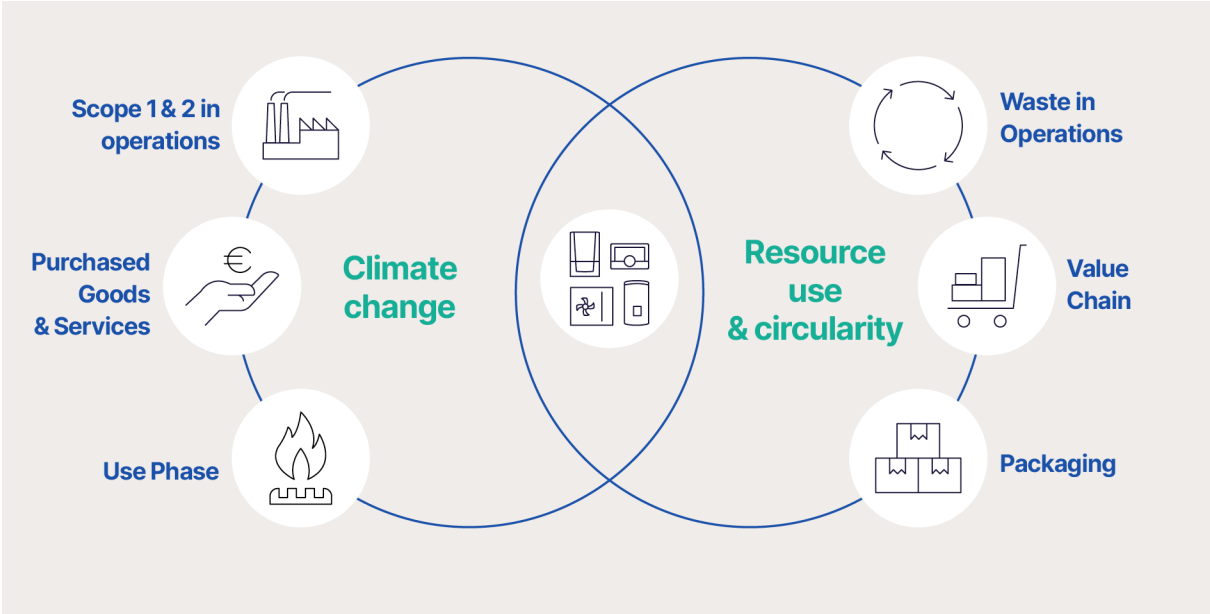 Scope 1 & 2 in
operations
Purchased
Goods
& Services
Use Phase
Climate
change
€
Resource
use
& circularity
Waste in
Operations
Value
Chain
Packaging